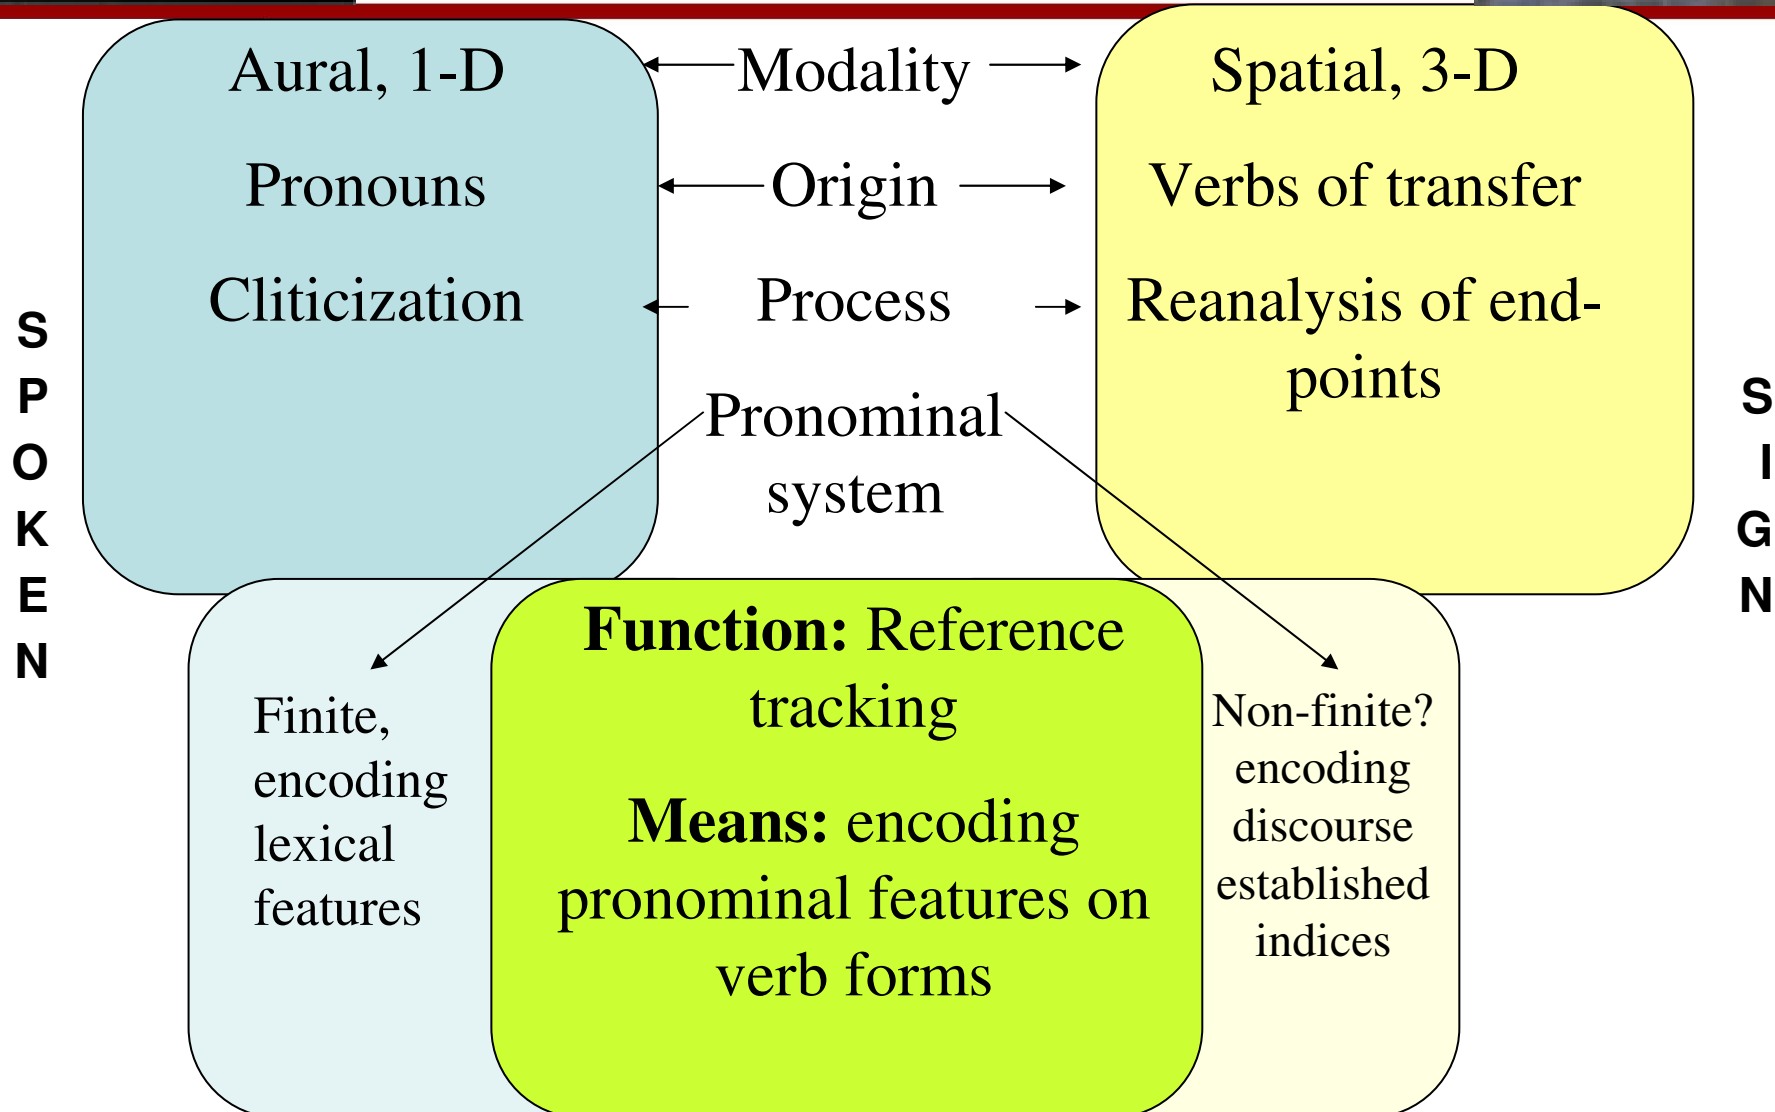 Aural, 1-D
Modality
Spatial, 3-D
Pronouns
Origin
Verbs of transfer
Cliticization
Process
Reanalysis of end-
points
Pronominal
system
SPOKEN
SIGN
Finite,
encoding
lexical
features
Function: Reference
tracking
Means: encoding
pronominal features on
verb forms
Non-finite?
encoding
discourse
established
indices